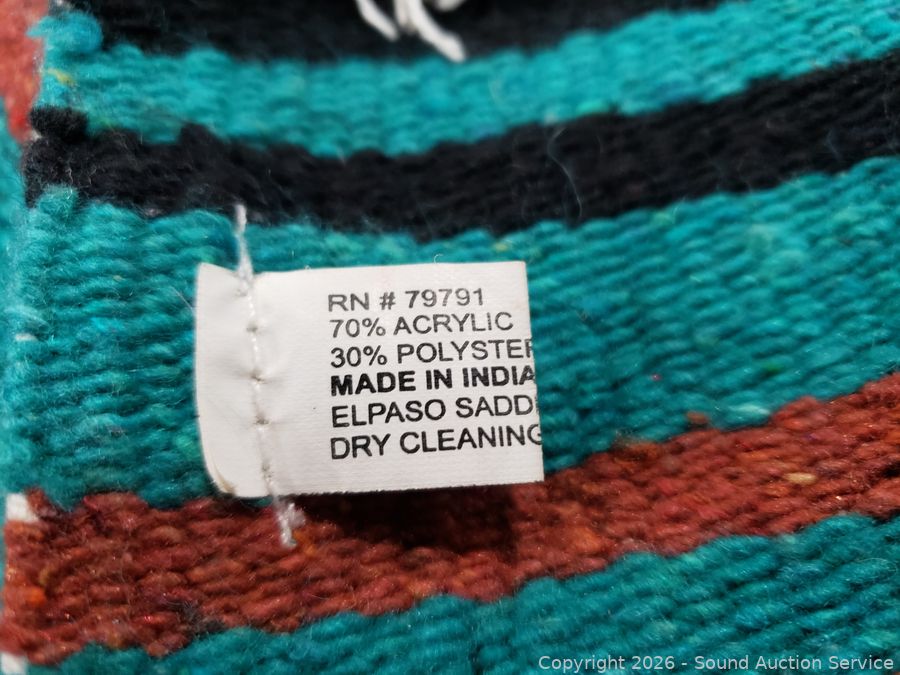 RN # 79791
70% ACRYLIC
30% POLYSTER
MADE IN INDIA
ELPASO SADD
DRY CLEANING
Copyright 2026 - Sound Auction Service